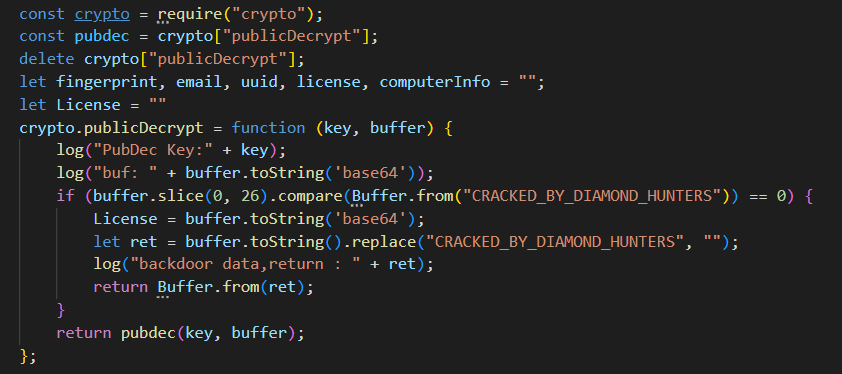 const crypto = require("crypto");
const pubdec = crypto["publicDecrypt"];
delete crypto["publicDecrypt"];
let fingerprint, email, uuid, license, computerInfo = "";
let License = ""
crypto.publicDecrypt = function (key, buffer) {
    log("PubDec Key:" + key);
    log("buf: " + buffer.toString('base64'));
    if (buffer.slice(0, 26).compare(Buffer.from("CRACKED_BY_DIAMOND_HUNTERS")) == 0) {
        License = buffer.toString('base64');
        let ret = buffer.toString().replace("CRACKED_BY_DIAMOND_HUNTERS", "");
        log("backdoor data,return : " + ret);
        return Buffer.from(ret);
    }
    return pubdec(key, buffer);
};